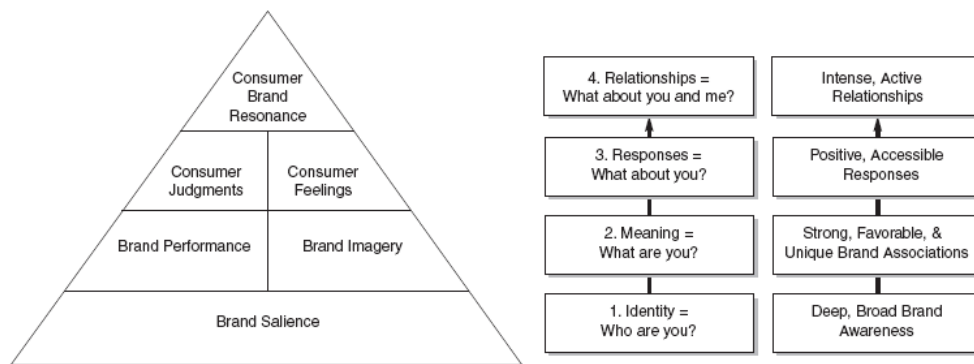 Consumer
Brand
Resonance
Consumer
Judgments
Consumer
Feelings
Brand Performance
Brand Imagery
Brand Salience
4. Relationships =
What about you and me?
Intense, Active
Relationships
3. Responses =
What about you?
Positive, Accessible
Responses
2. Meaning =
What are you?
Strong, Favorable, &
Unique Brand Associations
1. Identity =
Who are you?
Deep, Broad Brand
Awareness